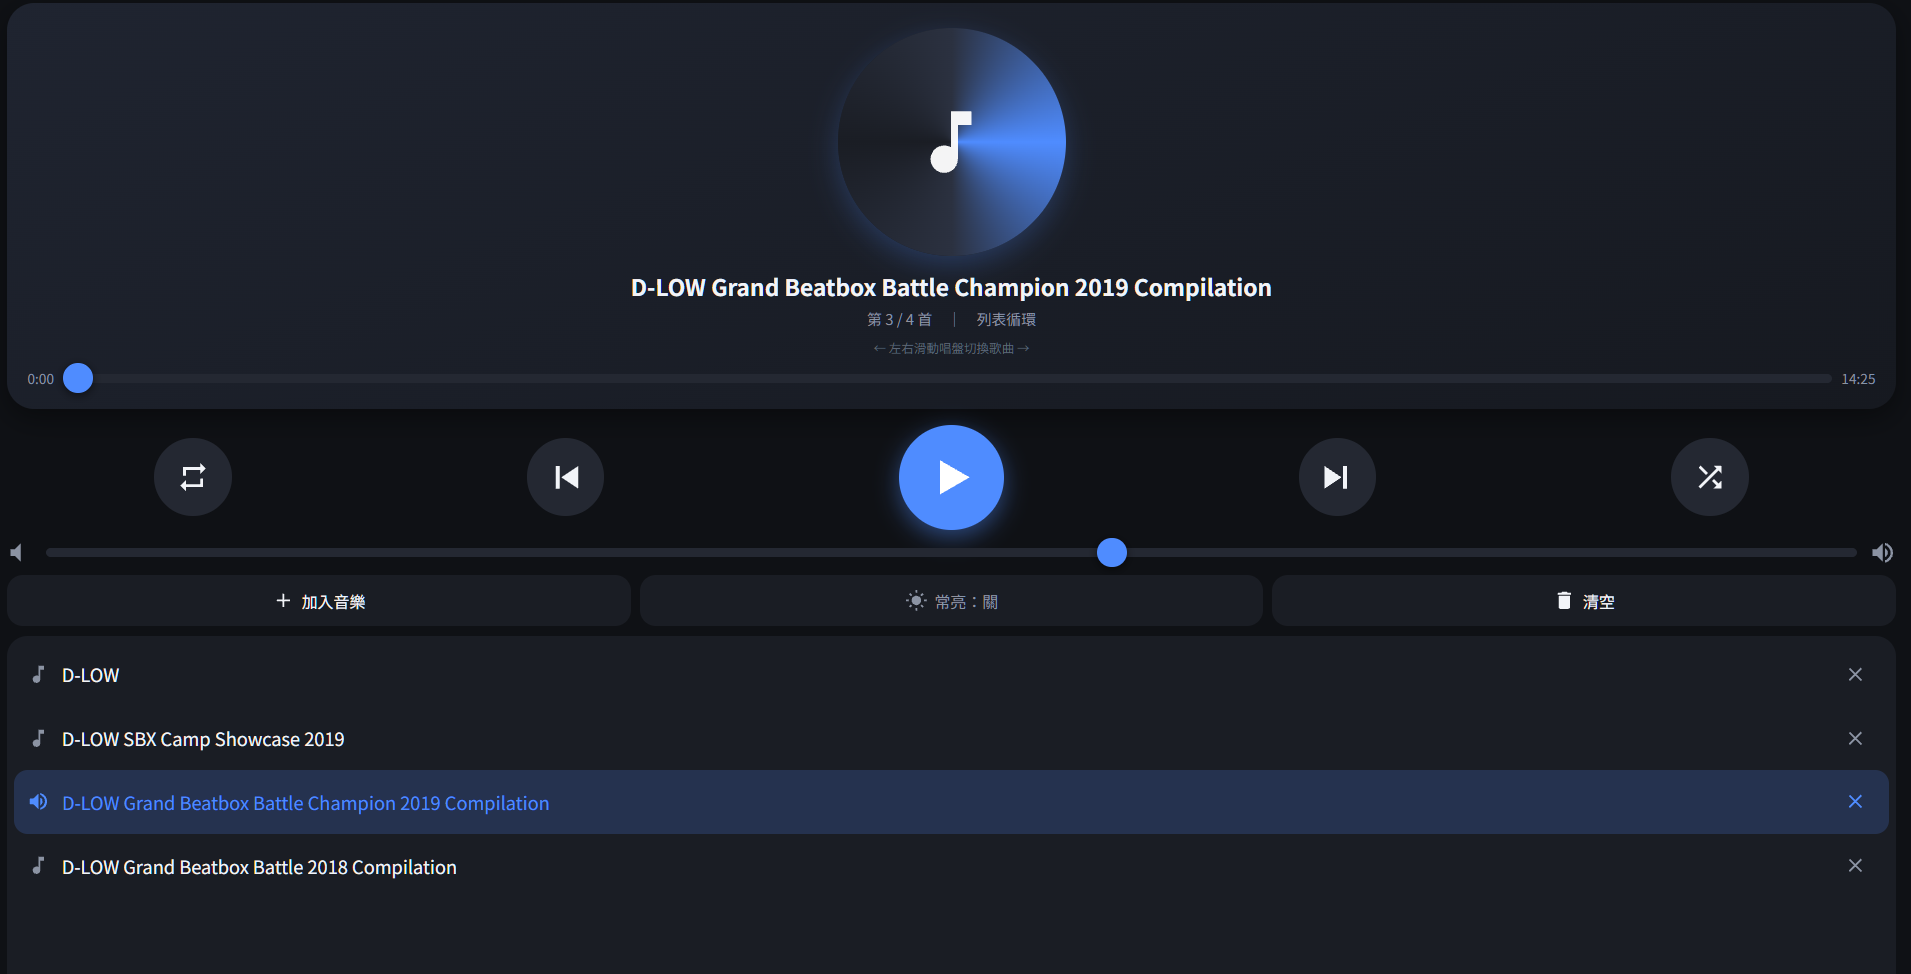 D-LOW Grand Beatbox Battle Champion 2019 Compilation
第 3 / 4 首 ｜ 列表循環
← 左右滑動唱盤切換歌曲 →
0:00 14:25
加入音樂 常亮：關 清空
D-LOW
D-LOW SBX Camp Showcase 2019
D-LOW Grand Beatbox Battle Champion 2019 Compilation
D-LOW Grand Beatbox Battle 2018 Compilation